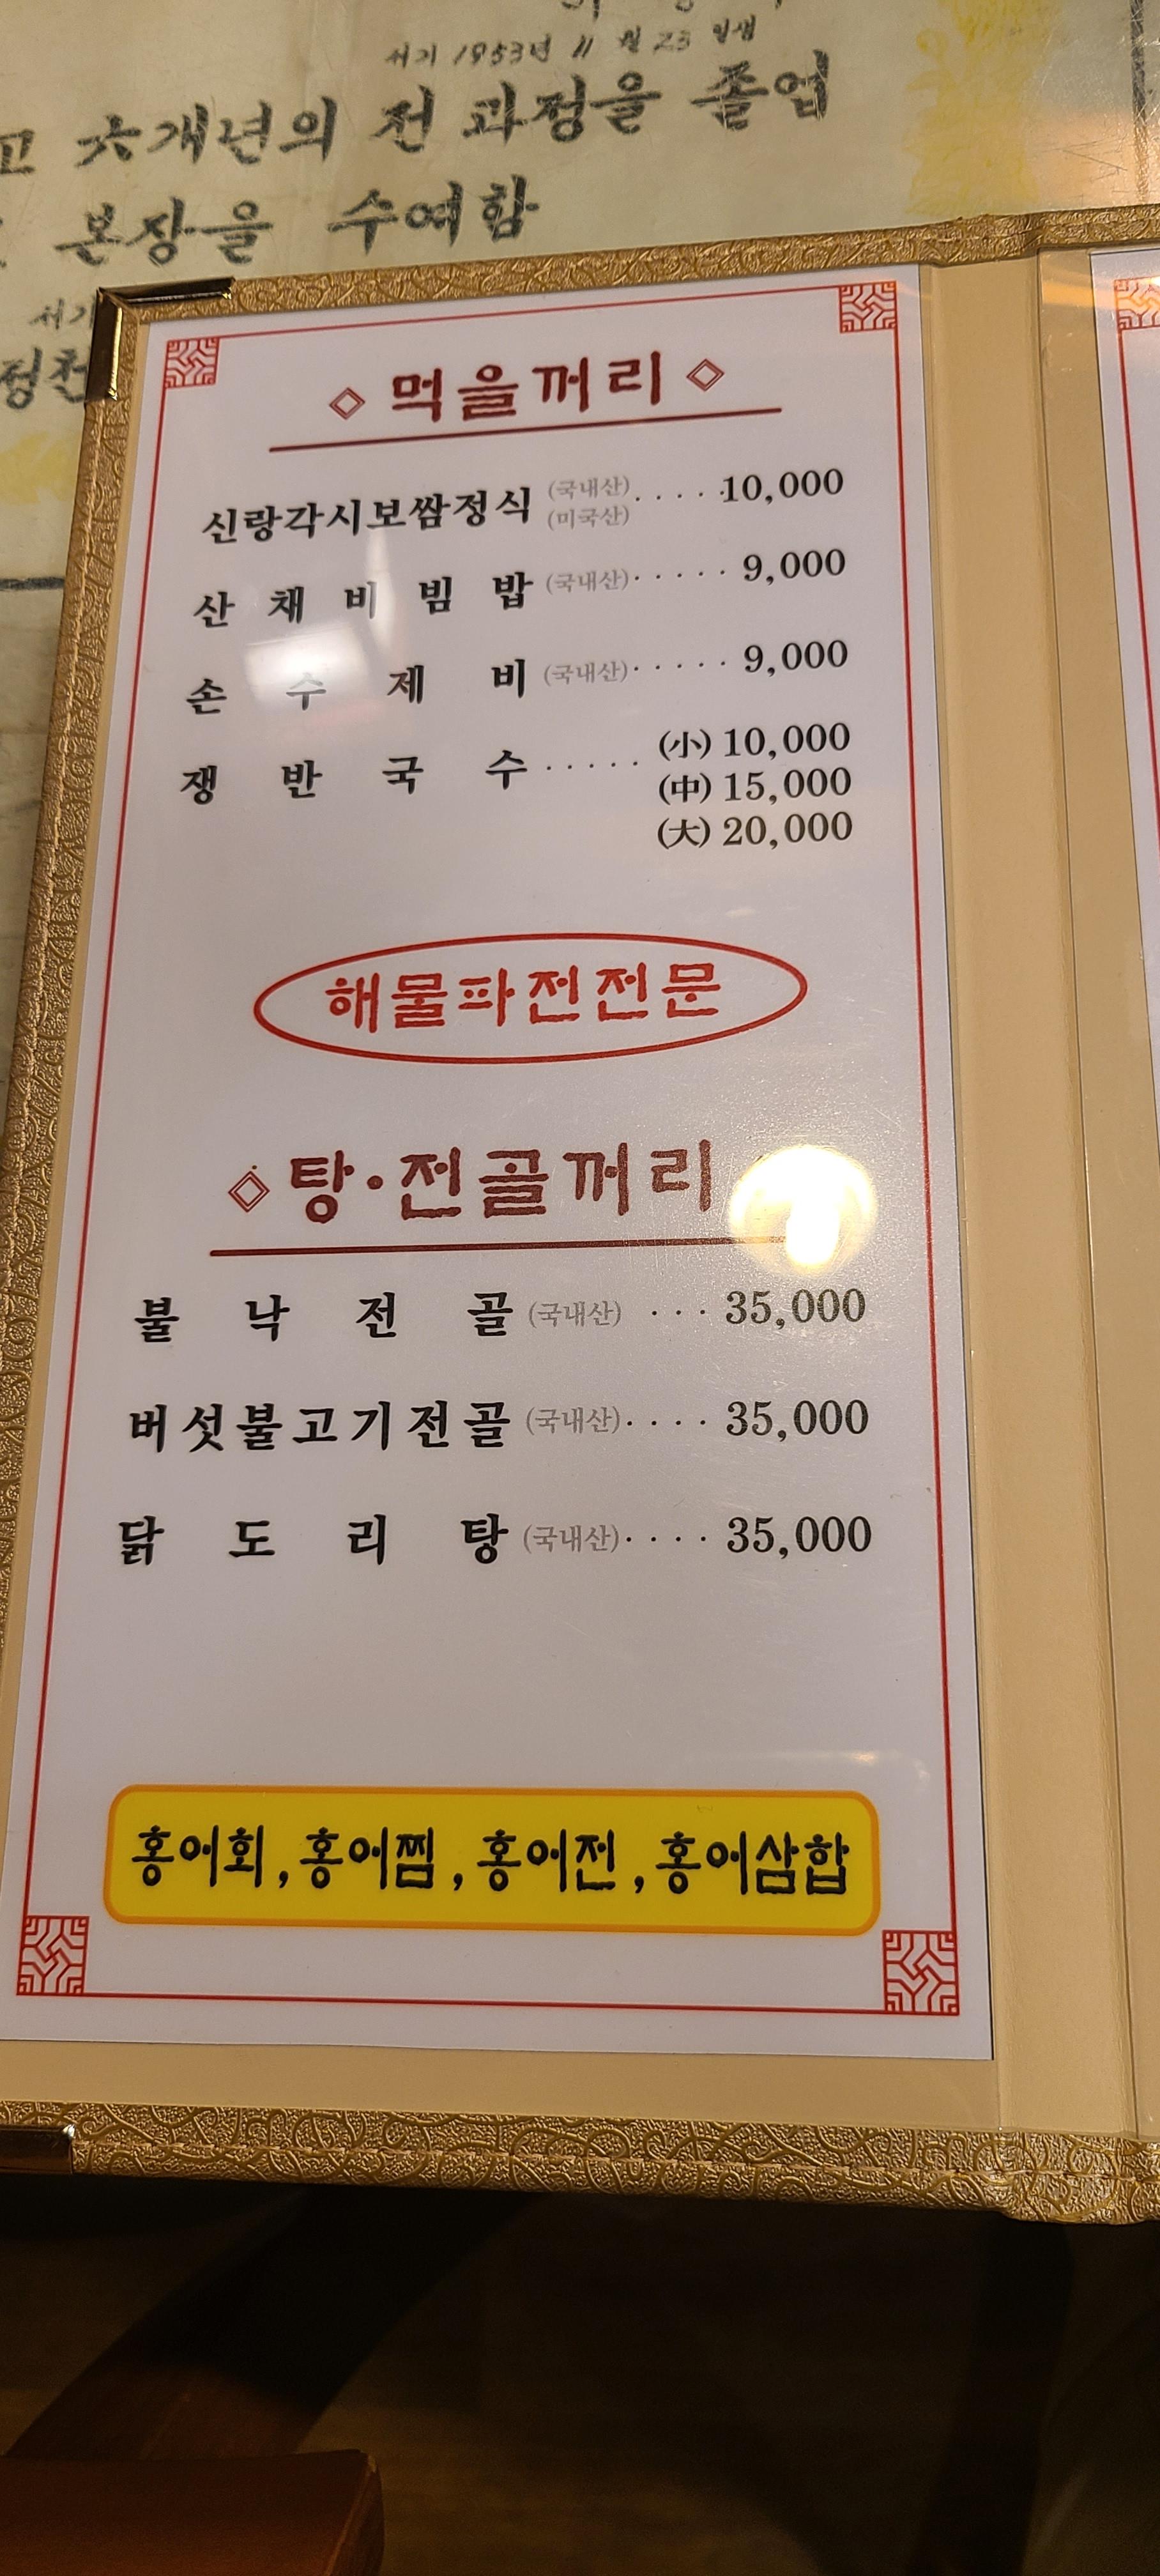 서기 1953년 11월 23일생
고 六개년의 전 과정을 졸업
본장을 수여함
서기
정천
먹을꺼리
신랑각시보쌈정식 (국내산) ····· 10,000
(미국산)
산채비빔밥 (국내산) ····· 9,000
손수제비 (국내산) ····· 9,000
쟁반국수 ····· (小) 10,000
(中) 15,000
(大) 20,000
해물파전전문
탕·전골꺼리
불낙전골 (국내산) ··· 35,000
버섯불고기전골 (국내산) ···· 35,000
닭도리탕 (국내산) ···· 35,000
홍어회, 홍어찜, 홍어전, 홍어삼합